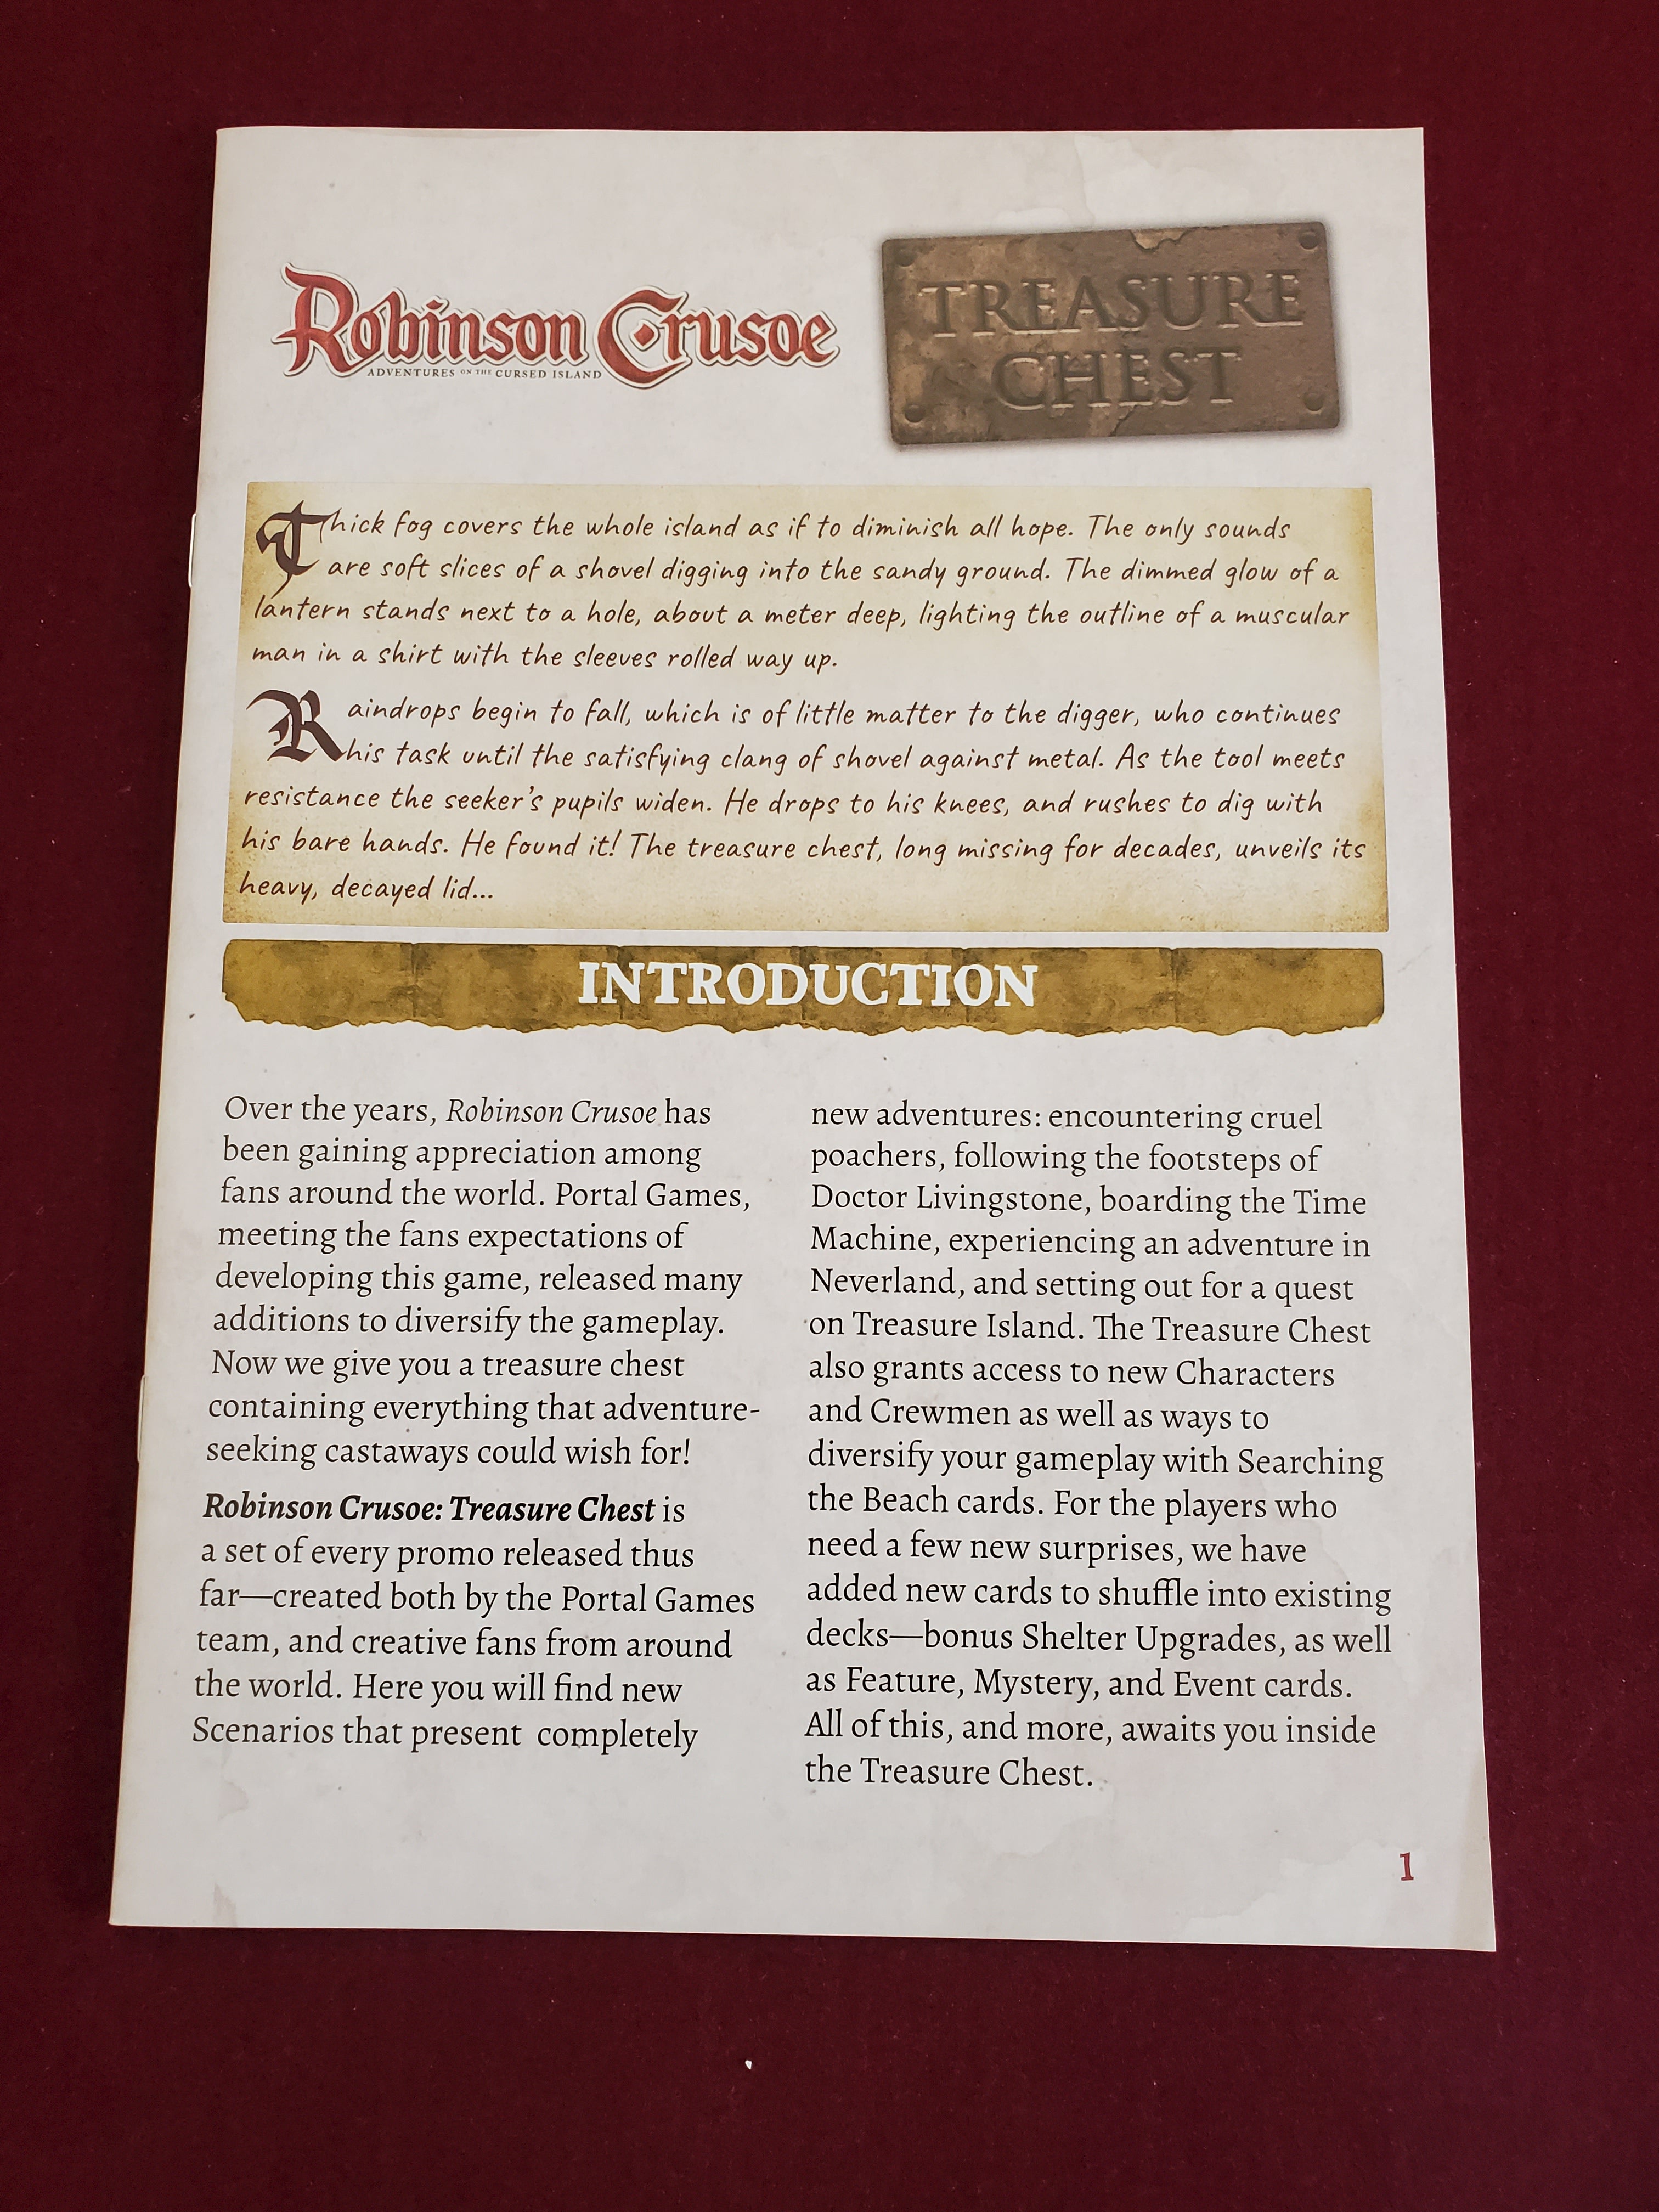 Robinson Crusoe
ADVENTURES ON THE CURSED ISLAND
TREASURE
CHEST
Thick fog covers the whole island as if to diminish all hope. The only sounds
are soft slices of a shovel digging into the sandy ground. The dimmed glow of a
lantern stands next to a hole, about a meter deep, lighting the outline of a muscular
man in a shirt with the sleeves rolled way up.
Raindrops begin to fall, which is of little matter to the digger, who continues
his task until the satisfying clang of shovel against metal. As the tool meets
resistance the seeker's pupils widen. He drops to his knees, and rushes to dig with
his bare hands. He found it! The treasure chest, long missing for decades, unveils its
heavy, decayed lid...
INTRODUCTION
Over the years, Robinson Crusoe has
been gaining appreciation among
fans around the world. Portal Games,
meeting the fans expectations of
developing this game, released many
additions to diversify the gameplay.
Now we give you a treasure chest
containing everything that adventure-
seeking castaways could wish for!
Robinson Crusoe: Treasure Chest is
a set of every promo released thus
far—created both by the Portal Games
team, and creative fans from around
the world. Here you will find new
Scenarios that present completely
new adventures: encountering cruel
poachers, following the footsteps of
Doctor Livingstone, boarding the Time
Machine, experiencing an adventure in
Neverland, and setting out for a quest
on Treasure Island. The Treasure Chest
also grants access to new Characters
and Crewmen as well as ways to
diversify your gameplay with Searching
the Beach cards. For the players who
need a few new surprises, we have
added new cards to shuffle into existing
decks—bonus Shelter Upgrades, as well
as Feature, Mystery, and Event cards.
All of this, and more, awaits you inside
the Treasure Chest.
1